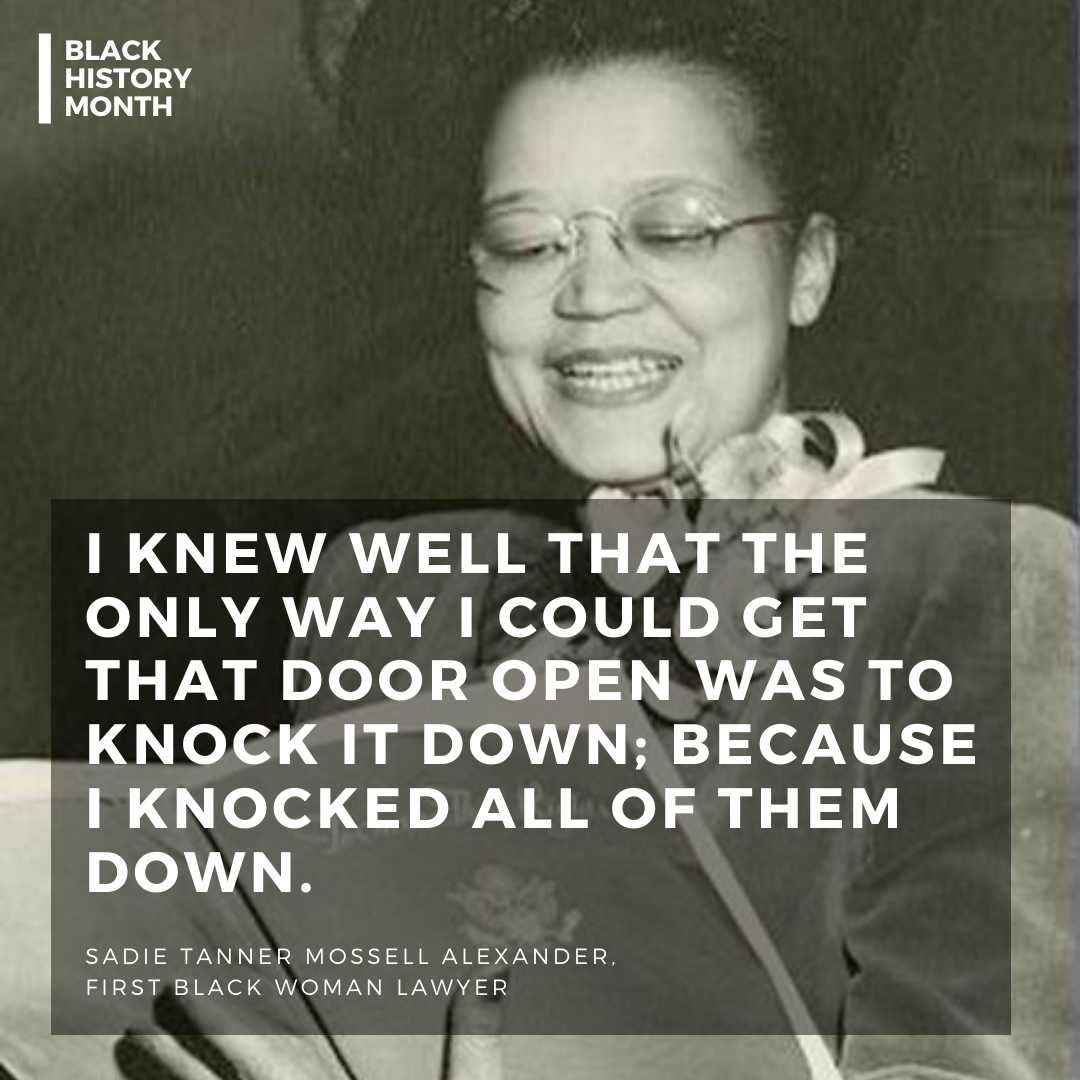 BLACK
HISTORY
MONTH
I KNEW WELL THAT THE
ONLY WAY I COULD GET
THAT DOOR OPEN WAS TO
KNOCK IT DOWN; BECAUSE
I KNOCKED ALL OF THEM
DOWN.
SADIE TANNER MOSSELL ALEXANDER,
FIRST BLACK WOMAN LAWYER